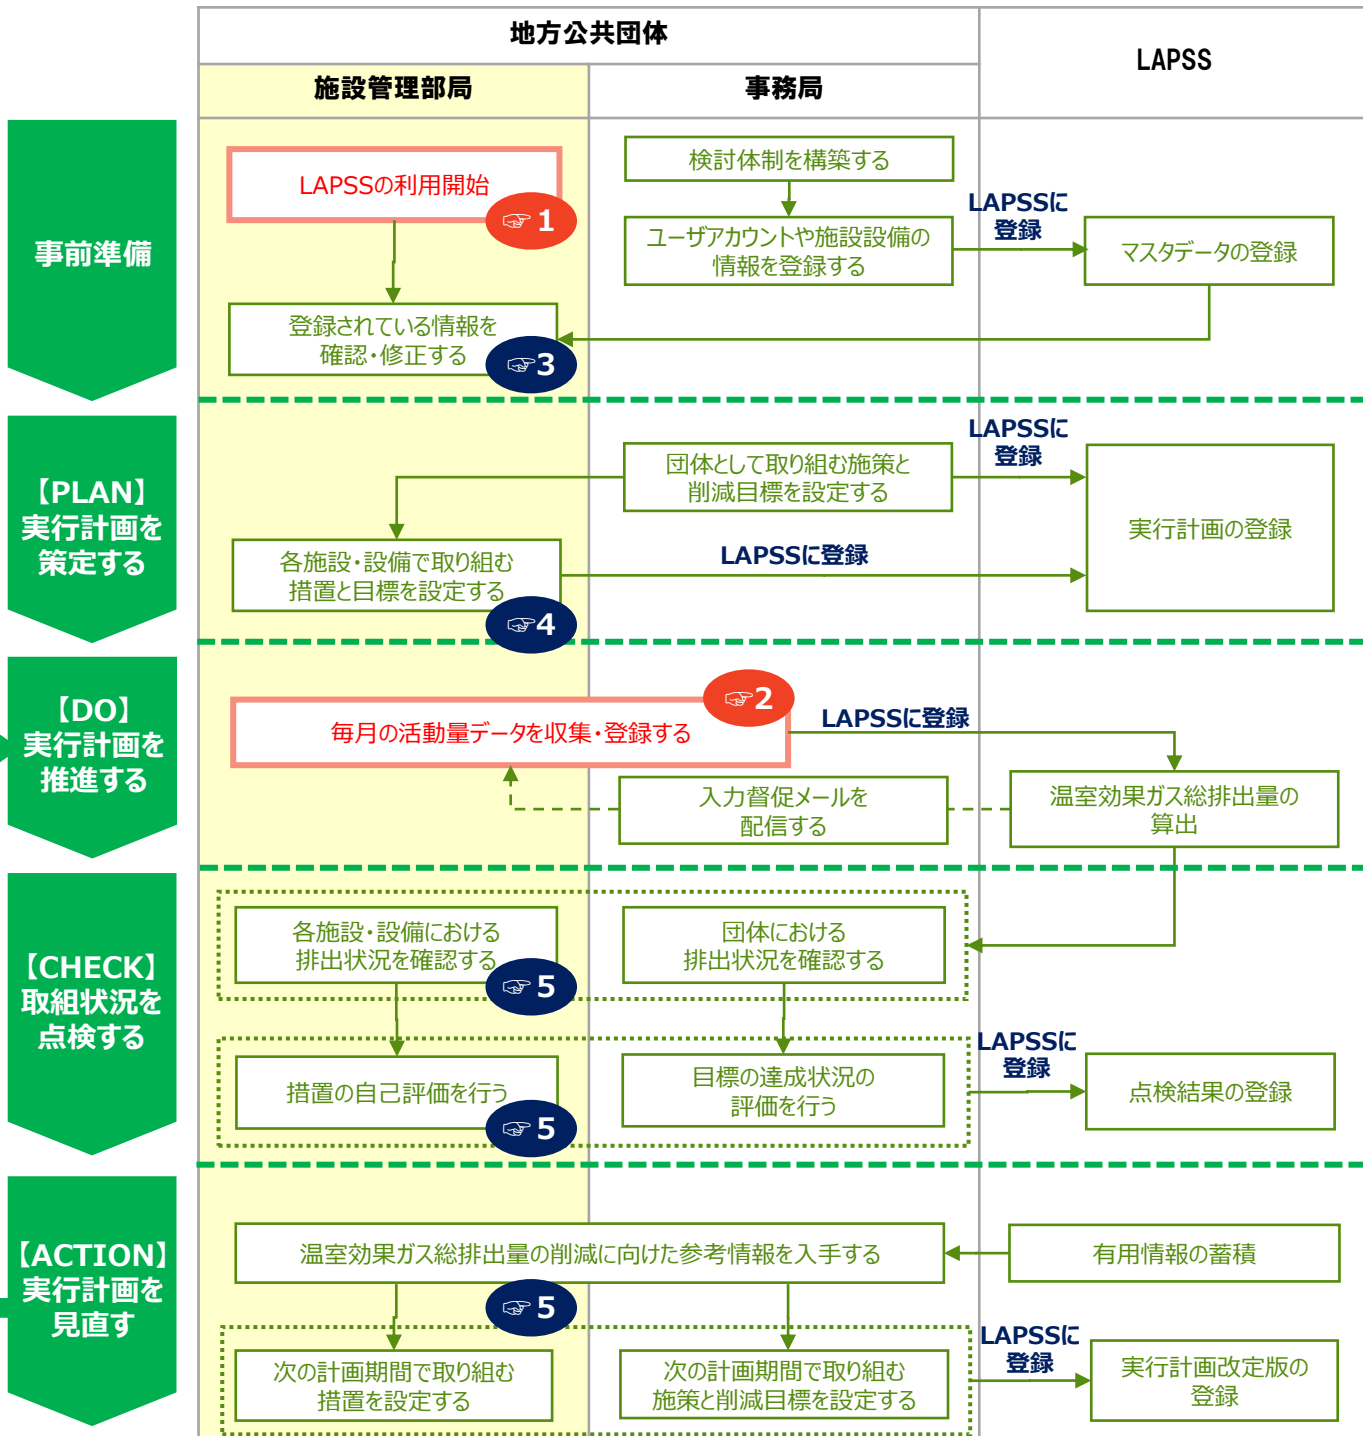 地方公共団体
LAPSS
施設管理部局
事務局
事前準備
LAPSSの利用開始
☞1
検討体制を構築する
ユーザアカウントや施設設備の
情報を登録する
LAPSSに
登録
マスタデータの登録
登録されている情報を
確認・修正する
☞3
【PLAN】
実行計画を
策定する
団体として取り組む施策と
削減目標を設定する
LAPSSに
登録
実行計画の登録
各施設・設備で取り組む
措置と目標を設定する
☞4
LAPSSに登録
【DO】
実行計画を
推進する
☞2
毎月の活動量データを収集・登録する
LAPSSに登録
入力督促メールを
配信する
温室効果ガス総排出量の
算出
【CHECK】
取組状況を
点検する
各施設・設備における
排出状況を確認する
☞5
団体における
排出状況を確認する
措置の自己評価を行う
☞5
目標の達成状況の
評価を行う
LAPSSに
登録
点検結果の登録
【ACTION】
実行計画を
見直す
温室効果ガス総排出量の削減に向けた参考情報を入手する
有用情報の蓄積
☞5
次の計画期間で取り組む
措置を設定する
次の計画期間で取り組む
施策と削減目標を設定する
LAPSSに
登録
実行計画改定版の
登録